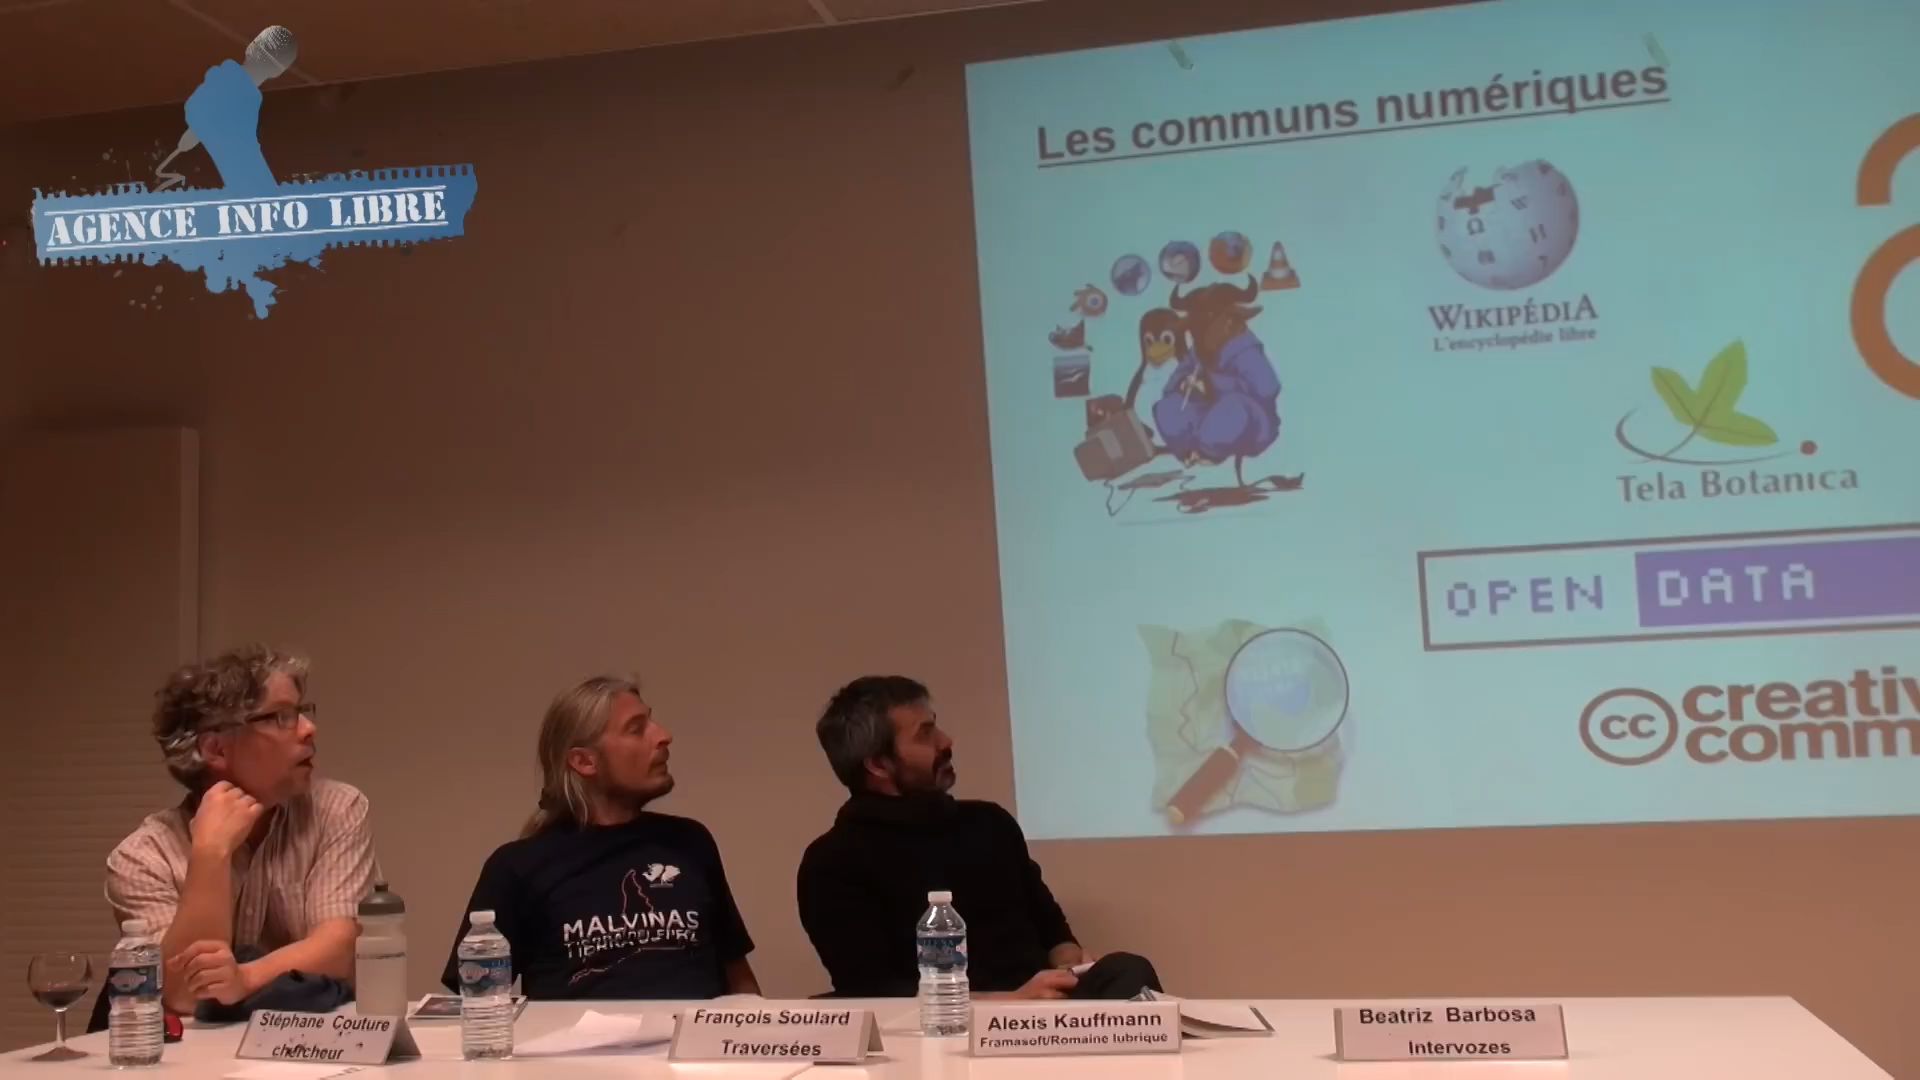 AGENCE INFO LIBRE
Les communs numériques
WIKIPÉDIA
L'encyclopédie libre
Tela Botanica
OPEN DATA
cc creativ
comm
MALVINAS
Stéphane Couture
chercheur
François Soulard
Traversées
Alexis Kauffmann
Framasoft/Romaine lubrique
Beatriz Barbosa
Intervozes